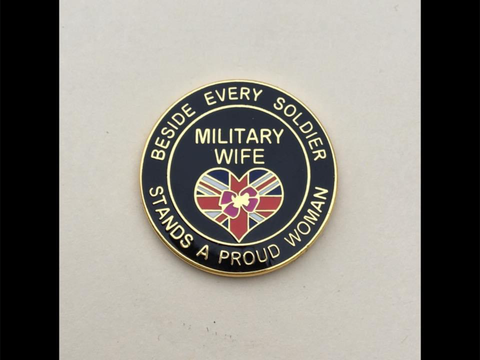 BESIDE EVERY SOLDIER
MILITARY
WIFE
STANDS A PROUD WOMAN